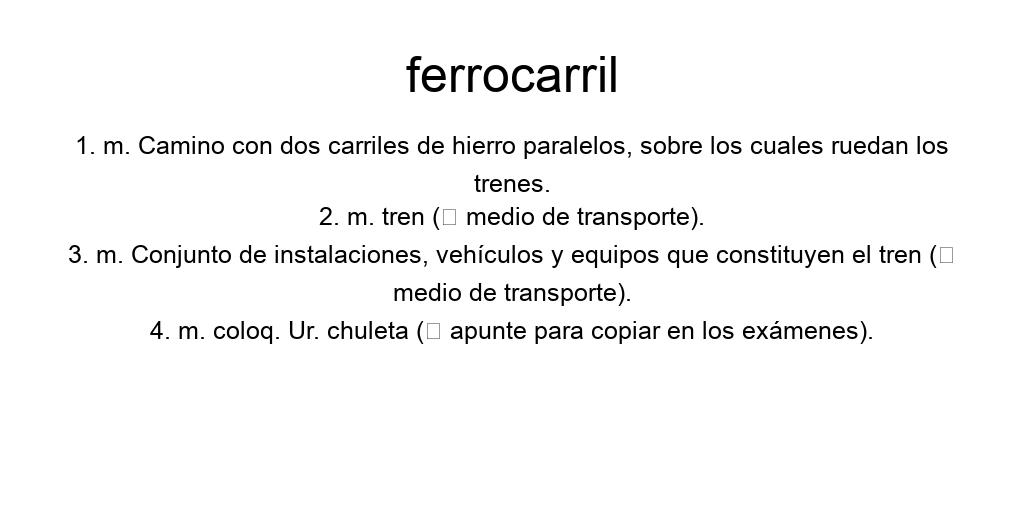 ferrocarril
1. m. Camino con dos carriles de hierro paralelos, sobre los cuales ruedan los
trenes.
2. m. tren (□ medio de transporte).
3. m. Conjunto de instalaciones, vehículos y equipos que constituyen el tren (□
medio de transporte).
4. m. coloq. Ur. chuleta (□ apunte para copiar en los exámenes).